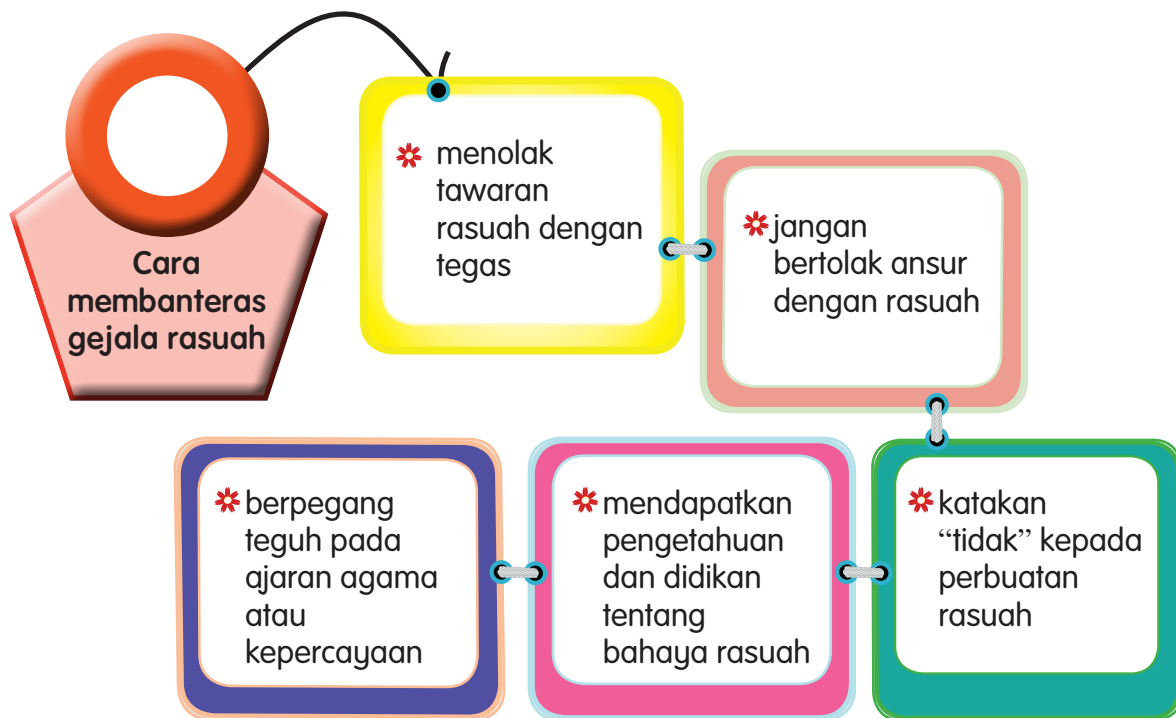 Cara
membanteras
gejala rasuah
menolak
tawaran
rasuah dengan
tegas
jangan
bertolak ansur
dengan rasuah
katakan
“tidak” kepada
perbuatan
rasuah
mendapatkan
pengetahuan
dan didikan
tentang
bahaya rasuah
berpegang
teguh pada
ajaran agama
atau
kepercayaan